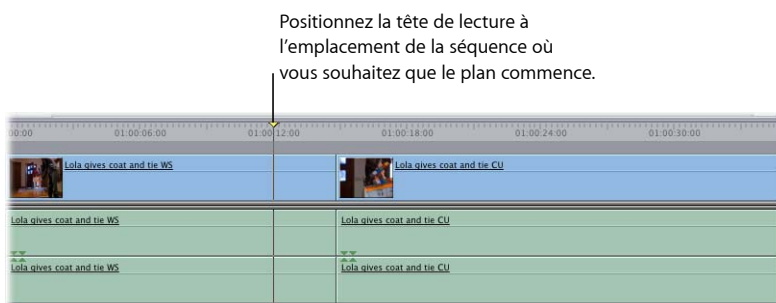 Positionnez la tête de lecture à
l’emplacement de la séquence où
vous souhaitez que le plan commence.
00:00 01:00:06:00 01:00:12:00 01:00:18:00 01:00:24:00 01:00:30:00
Lola gives coat and tie WS Lola gives coat and tie CU
Lola gives coat and tie WS Lola gives coat and tie CU
Lola gives coat and tie WS Lola gives coat and tie CU